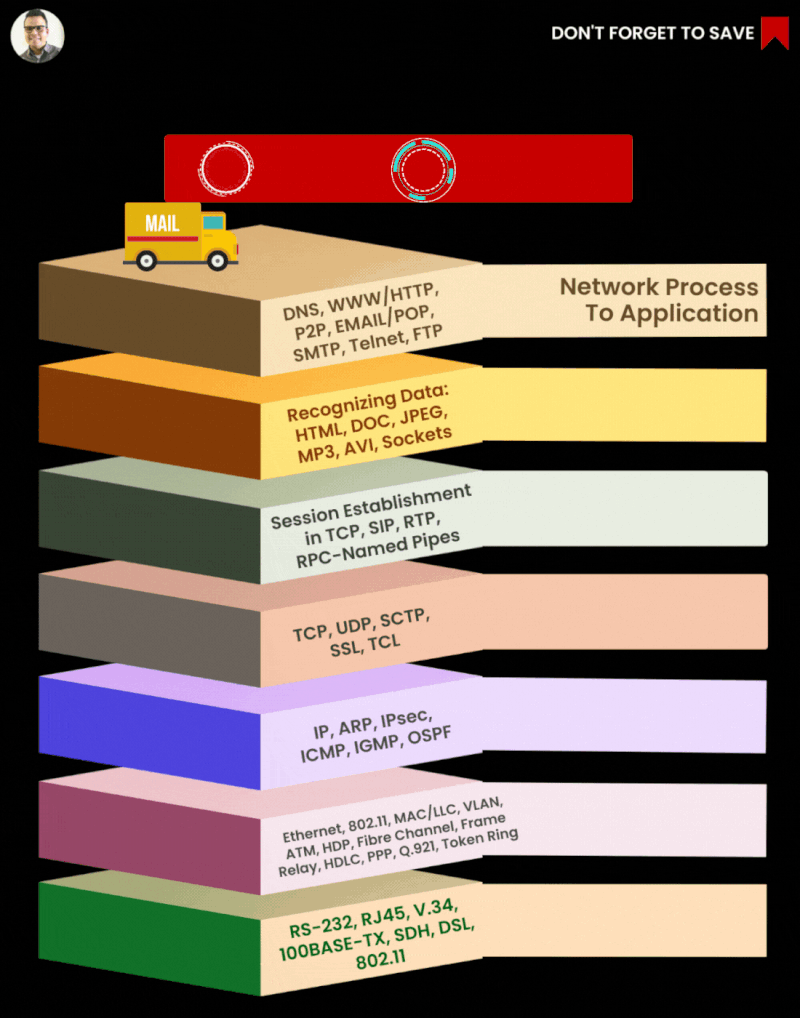 DON'T FORGET TO SAVE
MAIL
DNS, WWW/HTTP,
P2P, EMAIL/POP,
SMTP, Telnet, FTP
Network Process
To Application
Recognizing Data:
HTML, DOC, JPEG,
MP3, AVI, Sockets
Session Establishment
in TCP, SIP, RTP,
RPC-Named Pipes
TCP, UDP, SCTP,
SSL, TCL
IP, ARP, IPsec,
ICMP, IGMP, OSPF
Ethernet, 802.11, MAC/LLC, VLAN,
ATM, HDP, Fibre Channel, Frame
Relay, HDLC, PPP, Q.921, Token Ring
RS-232, RJ45, V.34,
100BASE-TX, SDH, DSL,
802.11